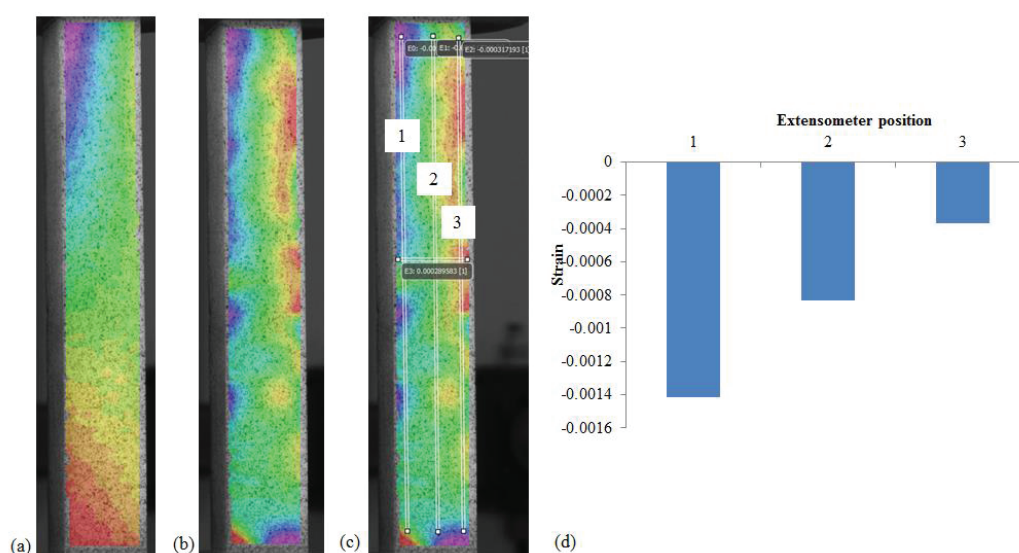 E0: -0.00
E1: -0.
E2: -0.000317193 [1]
1
2
3
E3: 0.000289583 [1]
(a)
(b)
(c)
Extensometer position
1 2 3
Strain
0
-0.0002
-0.0004
-0.0006
-0.0008
-0.001
-0.0012
-0.0014
-0.0016
(d)